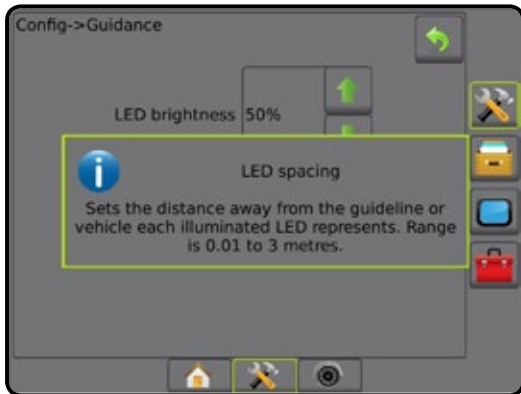 Config->Guidance
LED brightness 50%
LED spacing
Sets the distance away from the guideline or
vehicle each illuminated LED represents. Range
is 0.01 to 3 metres.